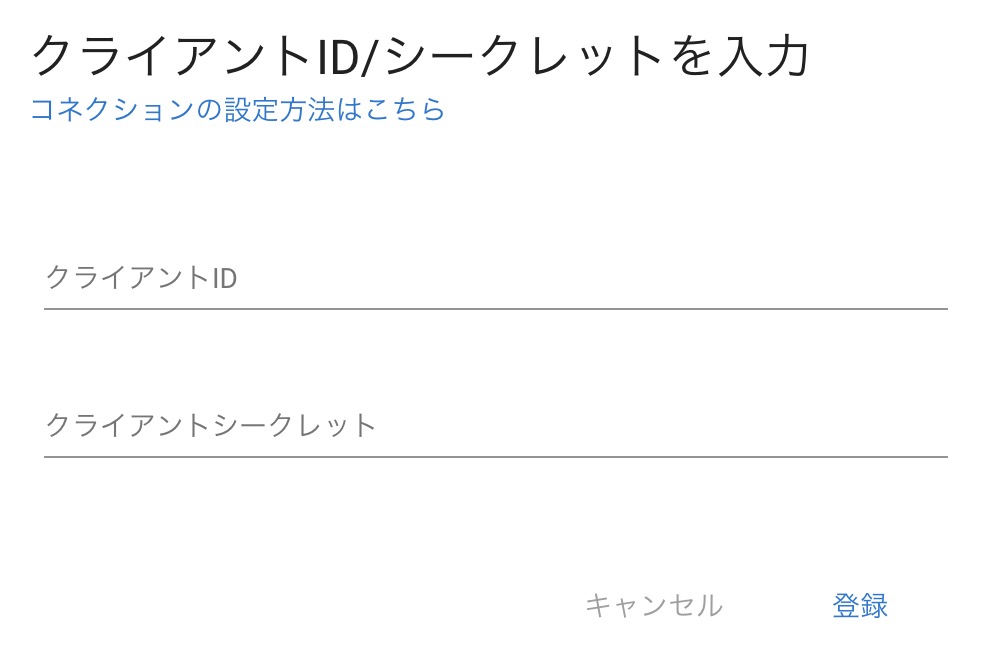 クライアントID/シークレットを入力
コネクションの設定方法はこちら
クライアントID
クライアントシークレット
キャンセル 登録